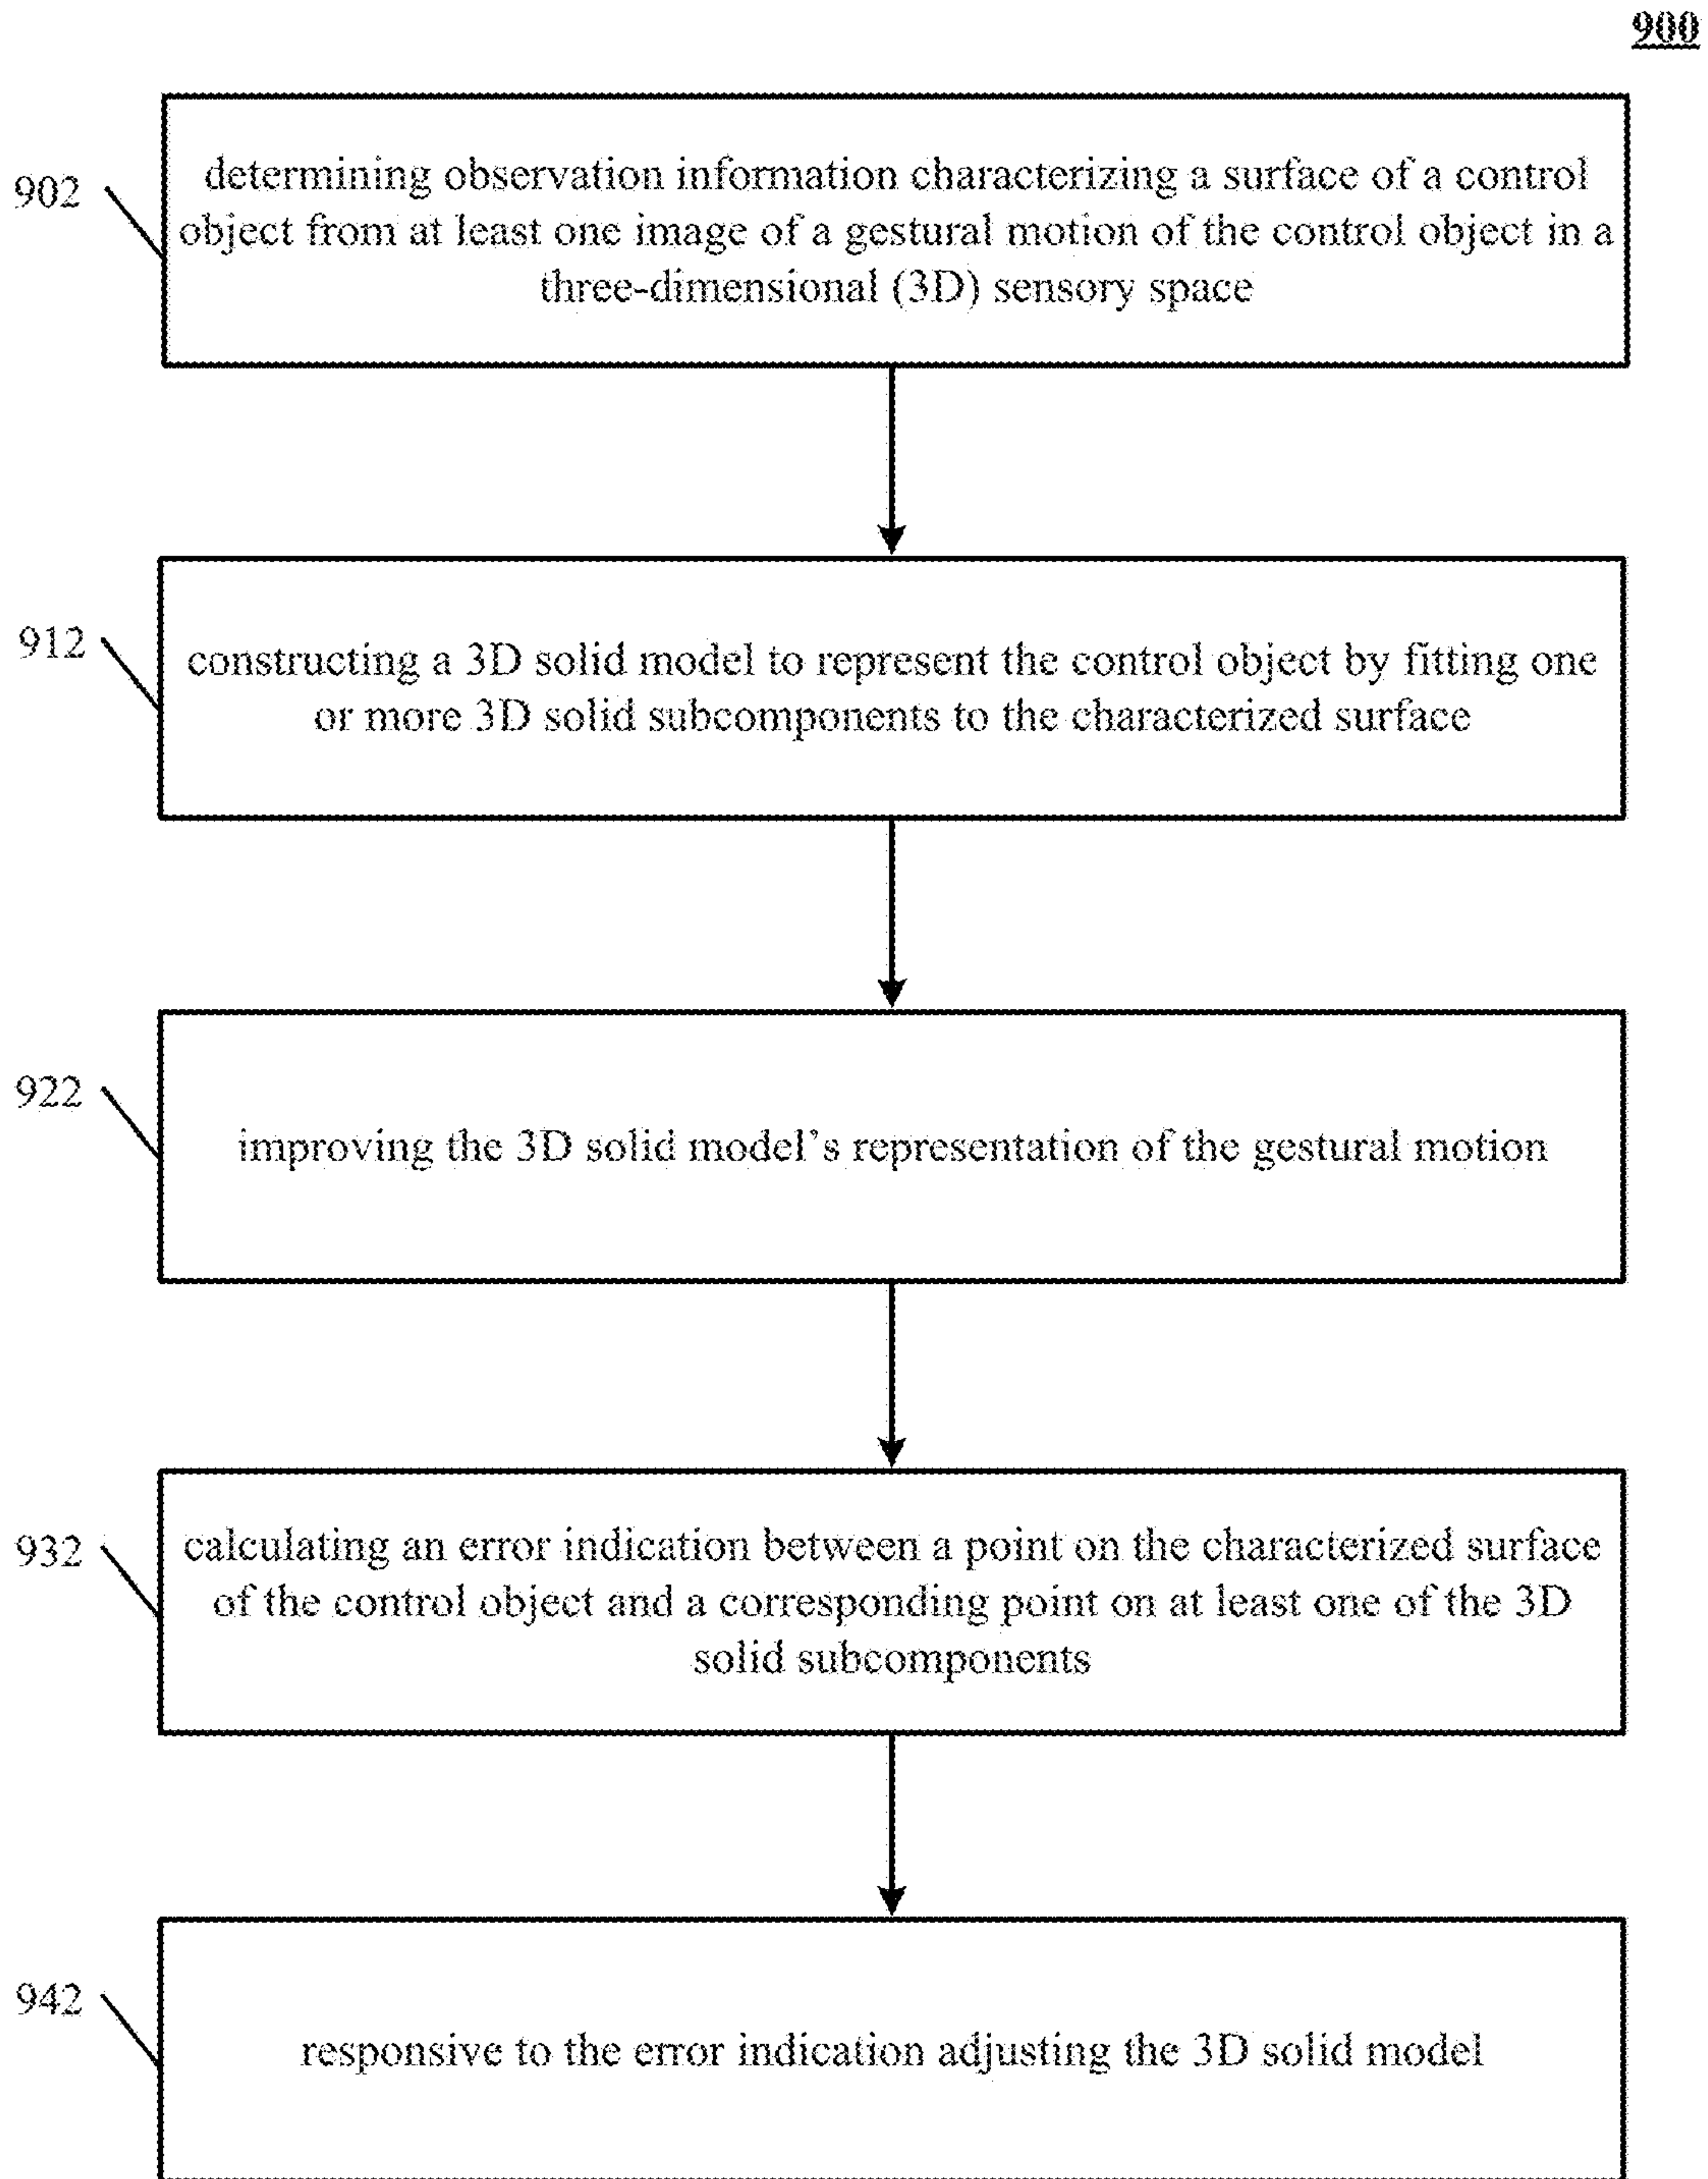 900
902
determining observation information characterizing a surface of a control
object from at least one image of a gestural motion of the control object in a
three-dimensional (3D) sensory space
912
constructing a 3D solid model to represent the control object by fitting one
or more 3D solid subcomponents to the characterized surface
922
improving the 3D solid model's representation of the gestural motion
932
calculating an error indication between a point on the characterized surface
of the control object and a corresponding point on at least one of the 3D
solid subcomponents
942
responsive to the error indication adjusting the 3D solid model